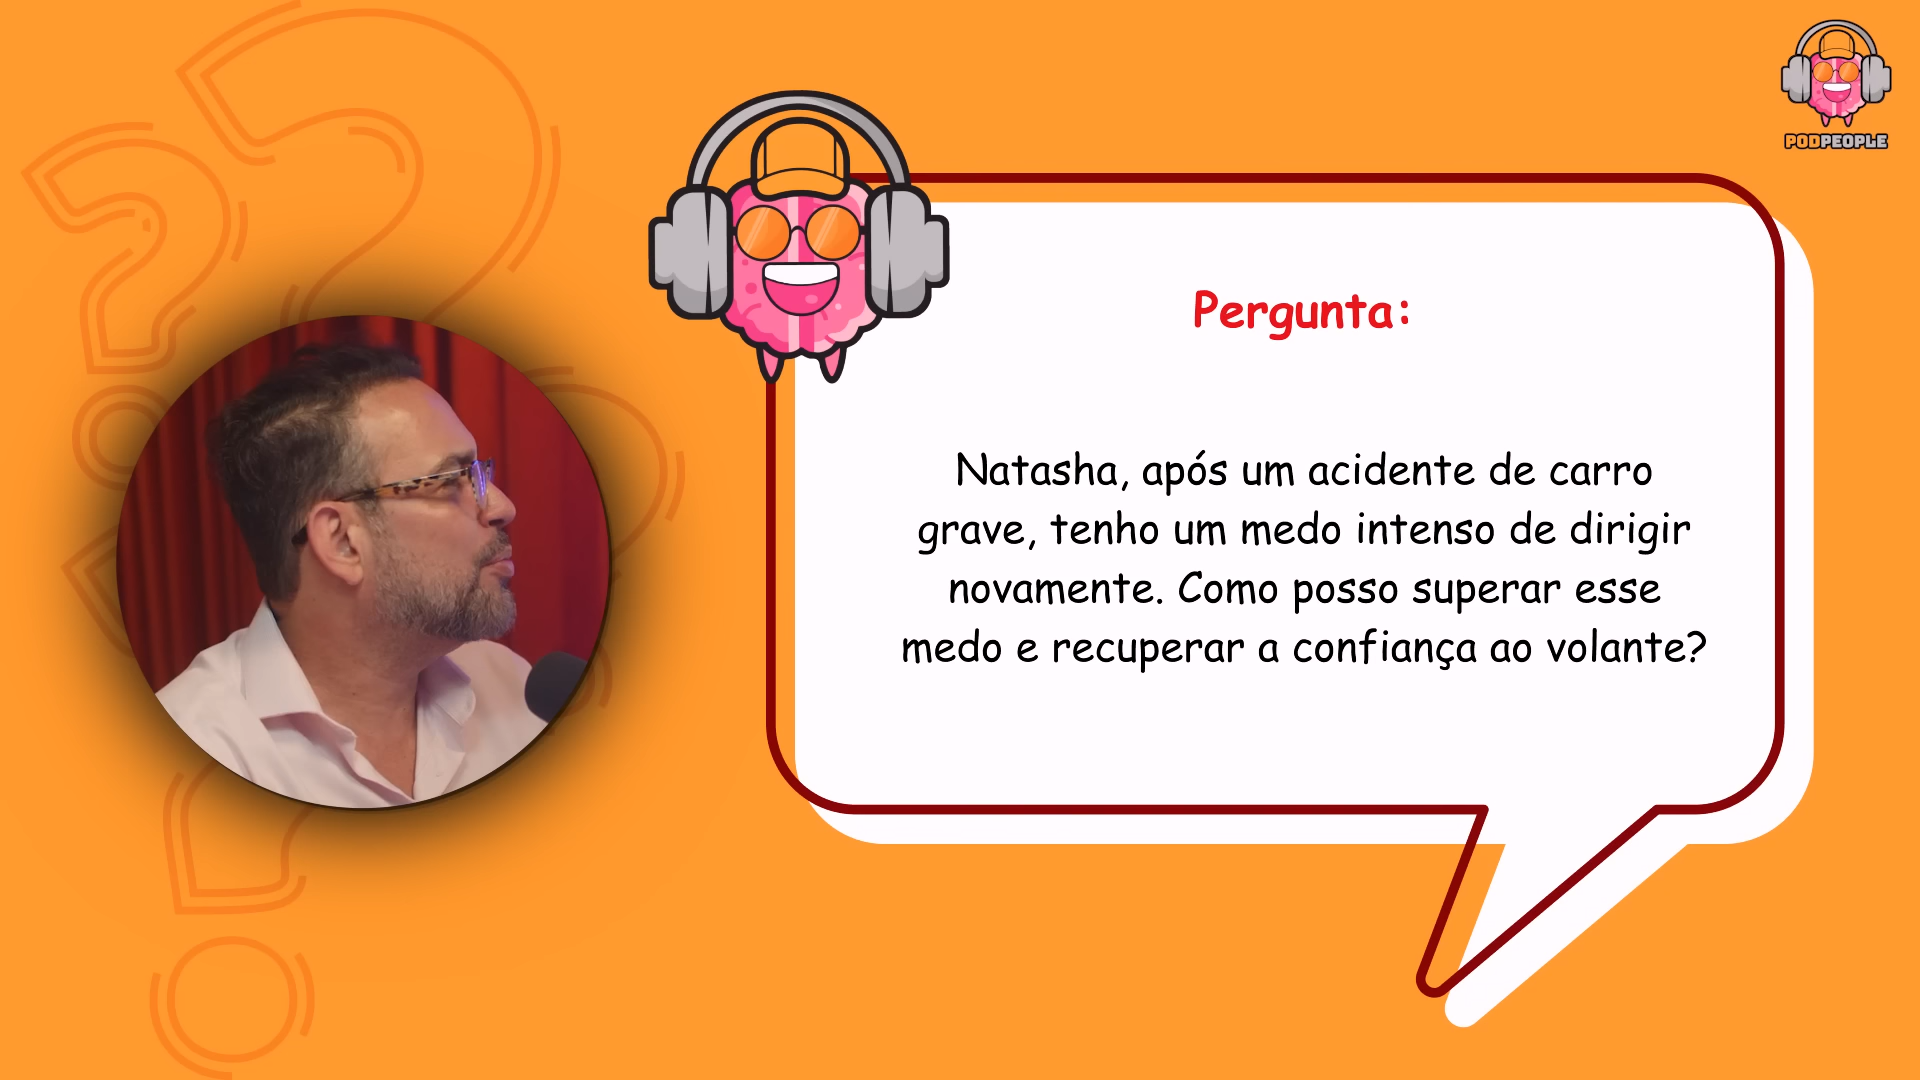 PODPEOPLE
Pergunta:
Natasha, após um acidente de carro
grave, tenho um medo intenso de dirigir
novamente. Como posso superar esse
medo e recuperar a confiança ao volante?